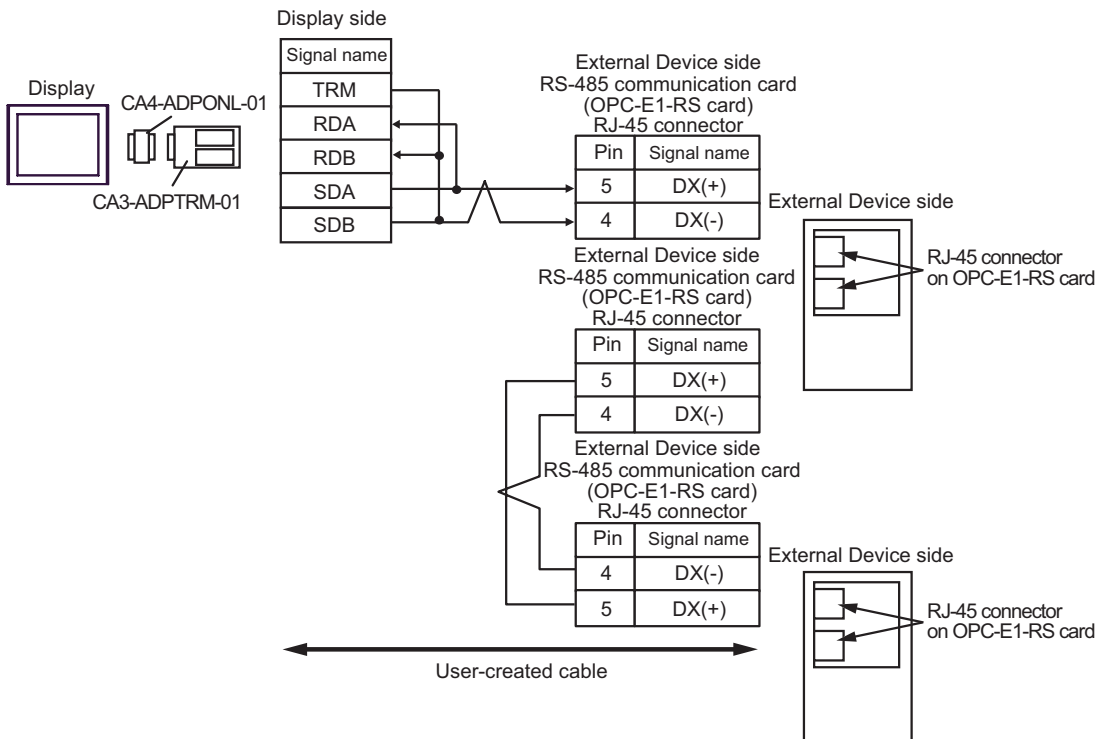 Display side
Signal name
TRM
RDA
RDB
SDA
SDB
Display
CA4-ADPONL-01
CA3-ADPTRM-01
External Device side
RS-485 communication card
(OPC-E1-RS card)
RJ-45 connector
Pin Signal name
5 DX(+)
4 DX(-)
External Device side
RJ-45 connector
on OPC-E1-RS card
External Device side
RS-485 communication card
(OPC-E1-RS card)
RJ-45 connector
Pin Signal name
5 DX(+)
4 DX(-)
External Device side
RS-485 communication card
(OPC-E1-RS card)
RJ-45 connector
Pin Signal name
4 DX(-)
5 DX(+)
External Device side
RJ-45 connector
on OPC-E1-RS card
User-created cable